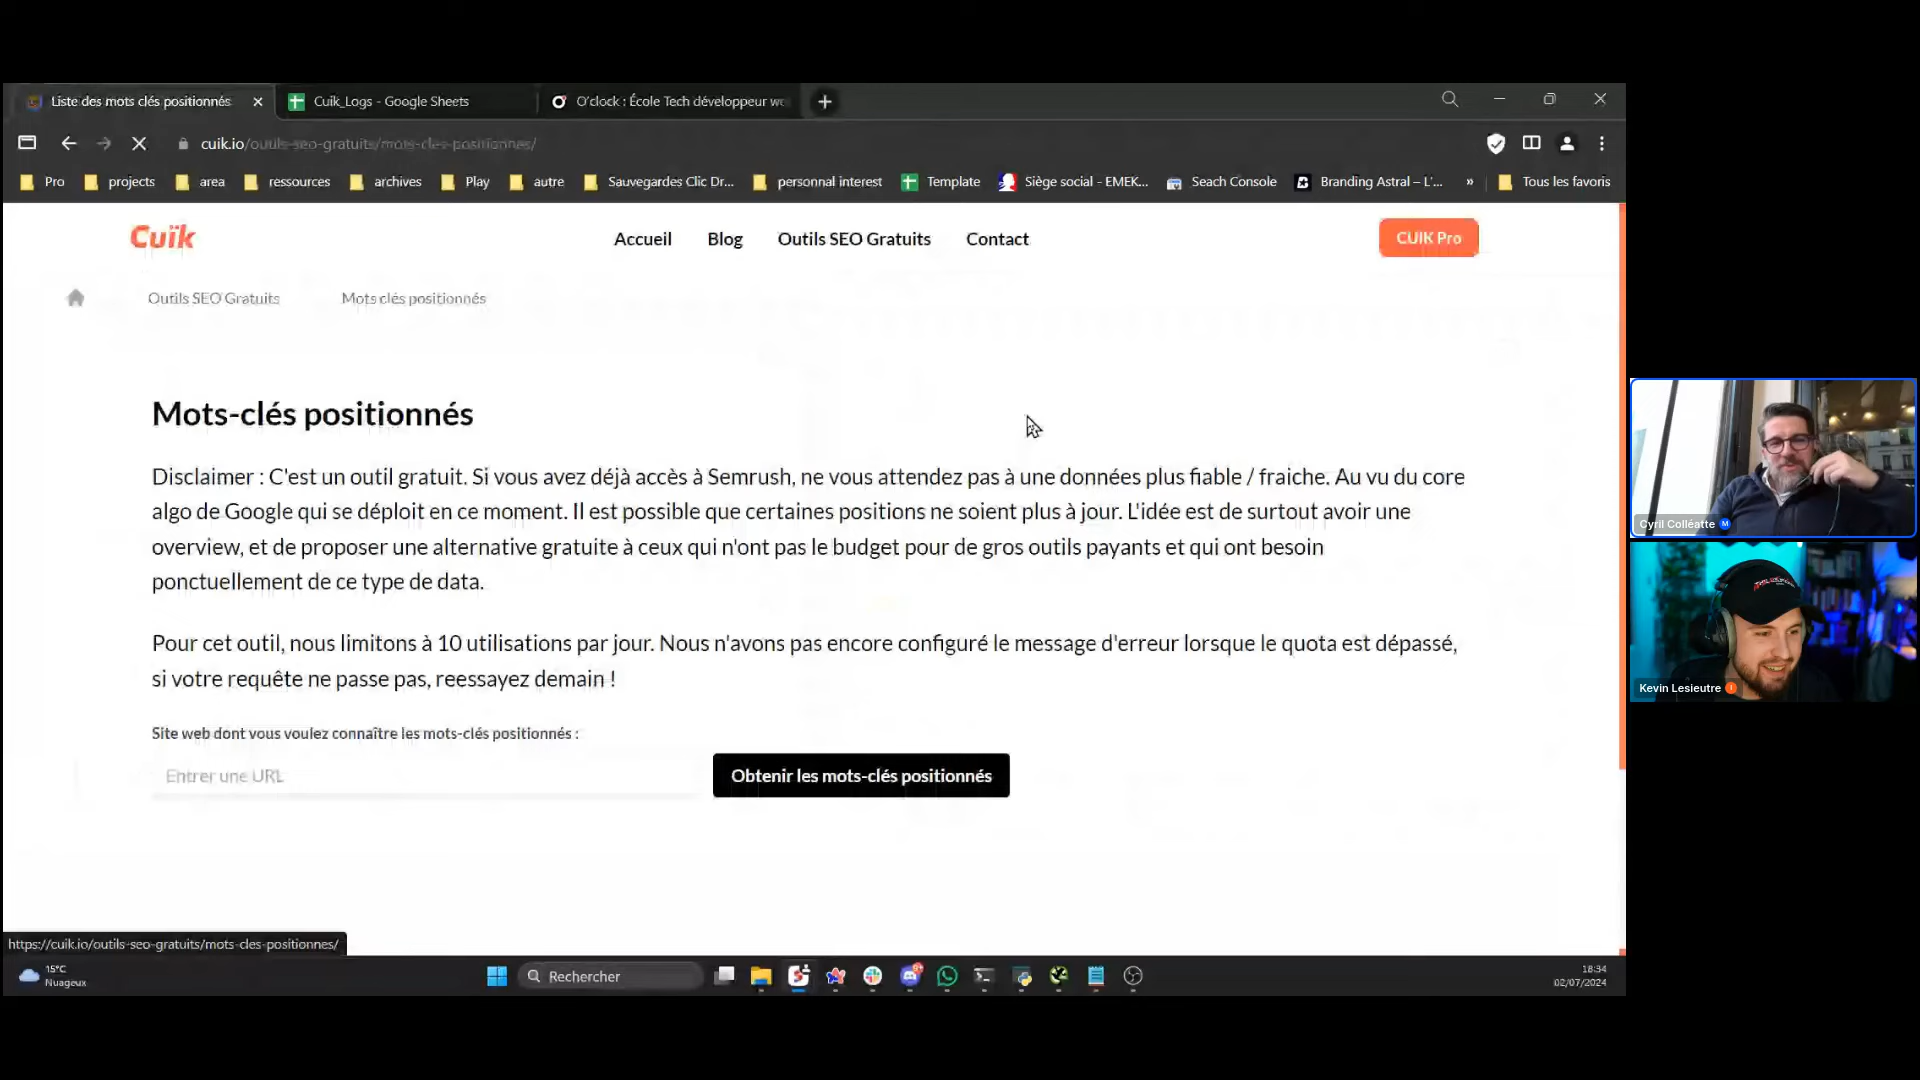 Liste des mots clés positionnés
Cuik_Logs - Google Sheets
O'clock : École Tech développeur we
cuik.io/outils-seo-gratuits/mots-cles-positionnes/
Pro
projects
area
ressources
archives
Play
autre
Sauvegardes Clic Dr...
personnal interest
Template
Siège social - EMEK...
Seach Console
Branding Astral – L'...
»
Tous les favoris
Cuïk
Accueil
Blog
Outils SEO Gratuits
Contact
CUIK Pro
Outils SEO Gratuits
Mots clés positionnés
Mots-clés positionnés
Disclaimer : C'est un outil gratuit. Si vous avez déjà accès à Semrush, ne vous attendez pas à une données plus fiable / fraiche. Au vu du core
algo de Google qui se déploit en ce moment. Il est possible que certaines positions ne soient plus à jour. L'idée est de surtout avoir une
overview, et de proposer une alternative gratuite à ceux qui n'ont pas le budget pour de gros outils payants et qui ont besoin
ponctuellement de ce type de data.
Pour cet outil, nous limitons à 10 utilisations par jour. Nous n'avons pas encore configuré le message d'erreur lorsque le quota est dépassé,
si votre requête ne passe pas, reessayez demain !
Site web dont vous voulez connaître les mots-clés positionnés :
Entrer une URL
Obtenir les mots-clés positionnés
Cyril Colléatte
Kevin Lesieutre
https://cuik.io/outils-seo-gratuits/mots-cles-positionnes/
15°C
Nuageux
Rechercher
18:34
02/07/2024